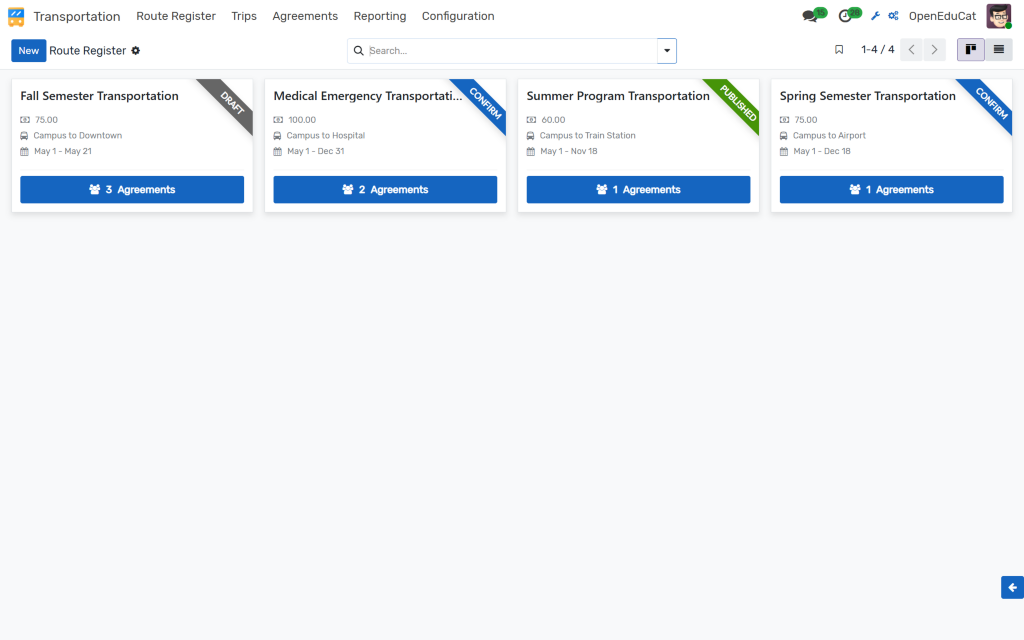 Transportation Route Register Trips Agreements Reporting Configuration 15 28 OpenEduCat
New Route Register Search... 1-4 / 4
Fall Semester Transportation DRAFT
75.00
Campus to Downtown
May 1 - May 21
3 Agreements
Medical Emergency Transportati... CONFIRM
100.00
Campus to Hospital
May 1 - Dec 31
2 Agreements
Summer Program Transportation PUBLISHED
60.00
Campus to Train Station
May 1 - Nov 18
1 Agreements
Spring Semester Transportation CONFIRM
75.00
Campus to Airport
May 1 - Dec 18
1 Agreements